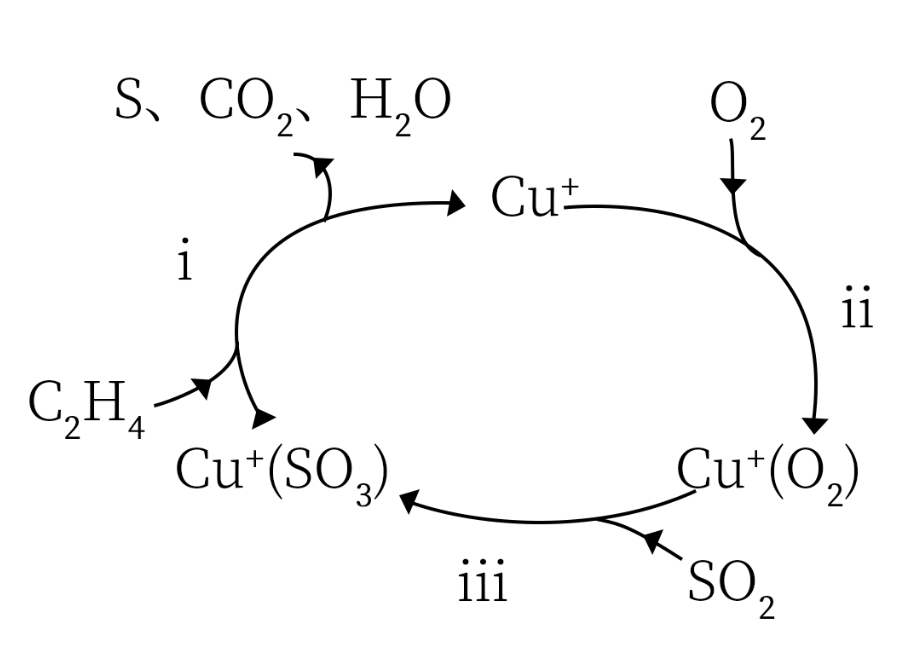 S、CO₂、H₂O
O₂
Cu⁺
i
ii
C₂H₄
Cu⁺(SO₃)
Cu⁺(O₂)
iii
SO₂